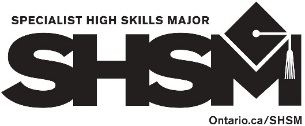 SPECIALIST HIGH SKILLS MAJOR
SHSM
Ontario.ca/SHSM